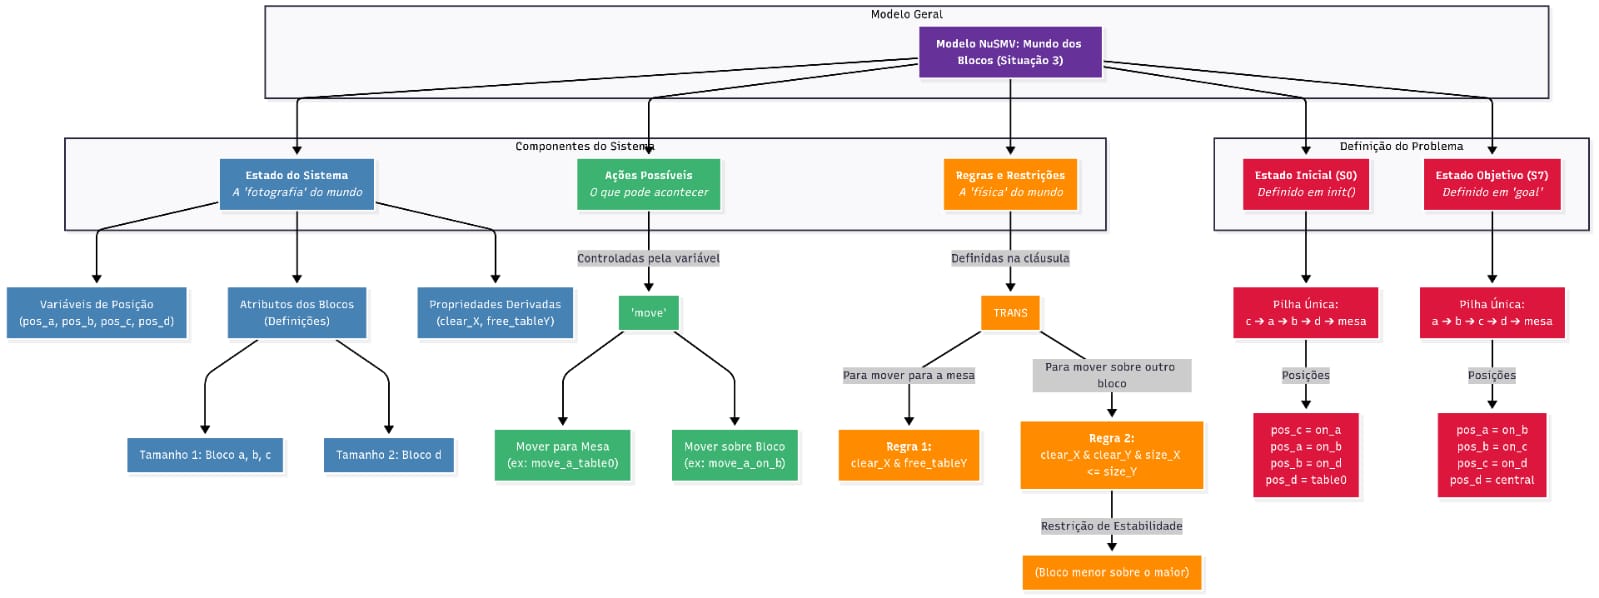 Modelo Geral
Modelo NuSMV: Mundo dos
Blocos (Situação 3)
Componentes do Sistema
Definição do Problema
Estado do Sistema
A 'fotografia' do mundo
Ações Possíveis
O que pode acontecer
Regras e Restrições
A 'física' do mundo
Estado Inicial (S0)
Definido em init()
Estado Objetivo (S7)
Definido em 'goal'
Controladas pela variável
Definidas na cláusula
Variáveis de Posição
(pos_a, pos_b, pos_c, pos_d)
Atributos dos Blocos
(Definições)
Propriedades Derivadas
(clear_X, free_tableY)
'move'
TRANS
Pilha Única:
c → a → b → d → mesa
Pilha Única:
a → b → c → d → mesa
Para mover para a mesa
Para mover sobre outro
bloco
Posições
Posições
Tamanho 1: Bloco a, b, c
Tamanho 2: Bloco d
Mover para Mesa
(ex: move_a_table0)
Mover sobre Bloco
(ex: move_a_on_b)
Regra 1:
clear_X & free_tableY
Regra 2:
clear_X & clear_Y & size_X
<= size_Y
pos_c = on_a
pos_a = on_b
pos_b = on_d
pos_d = table0
pos_a = on_b
pos_b = on_c
pos_c = on_d
pos_d = central
Restrição de Estabilidade
(Bloco menor sobre o maior)